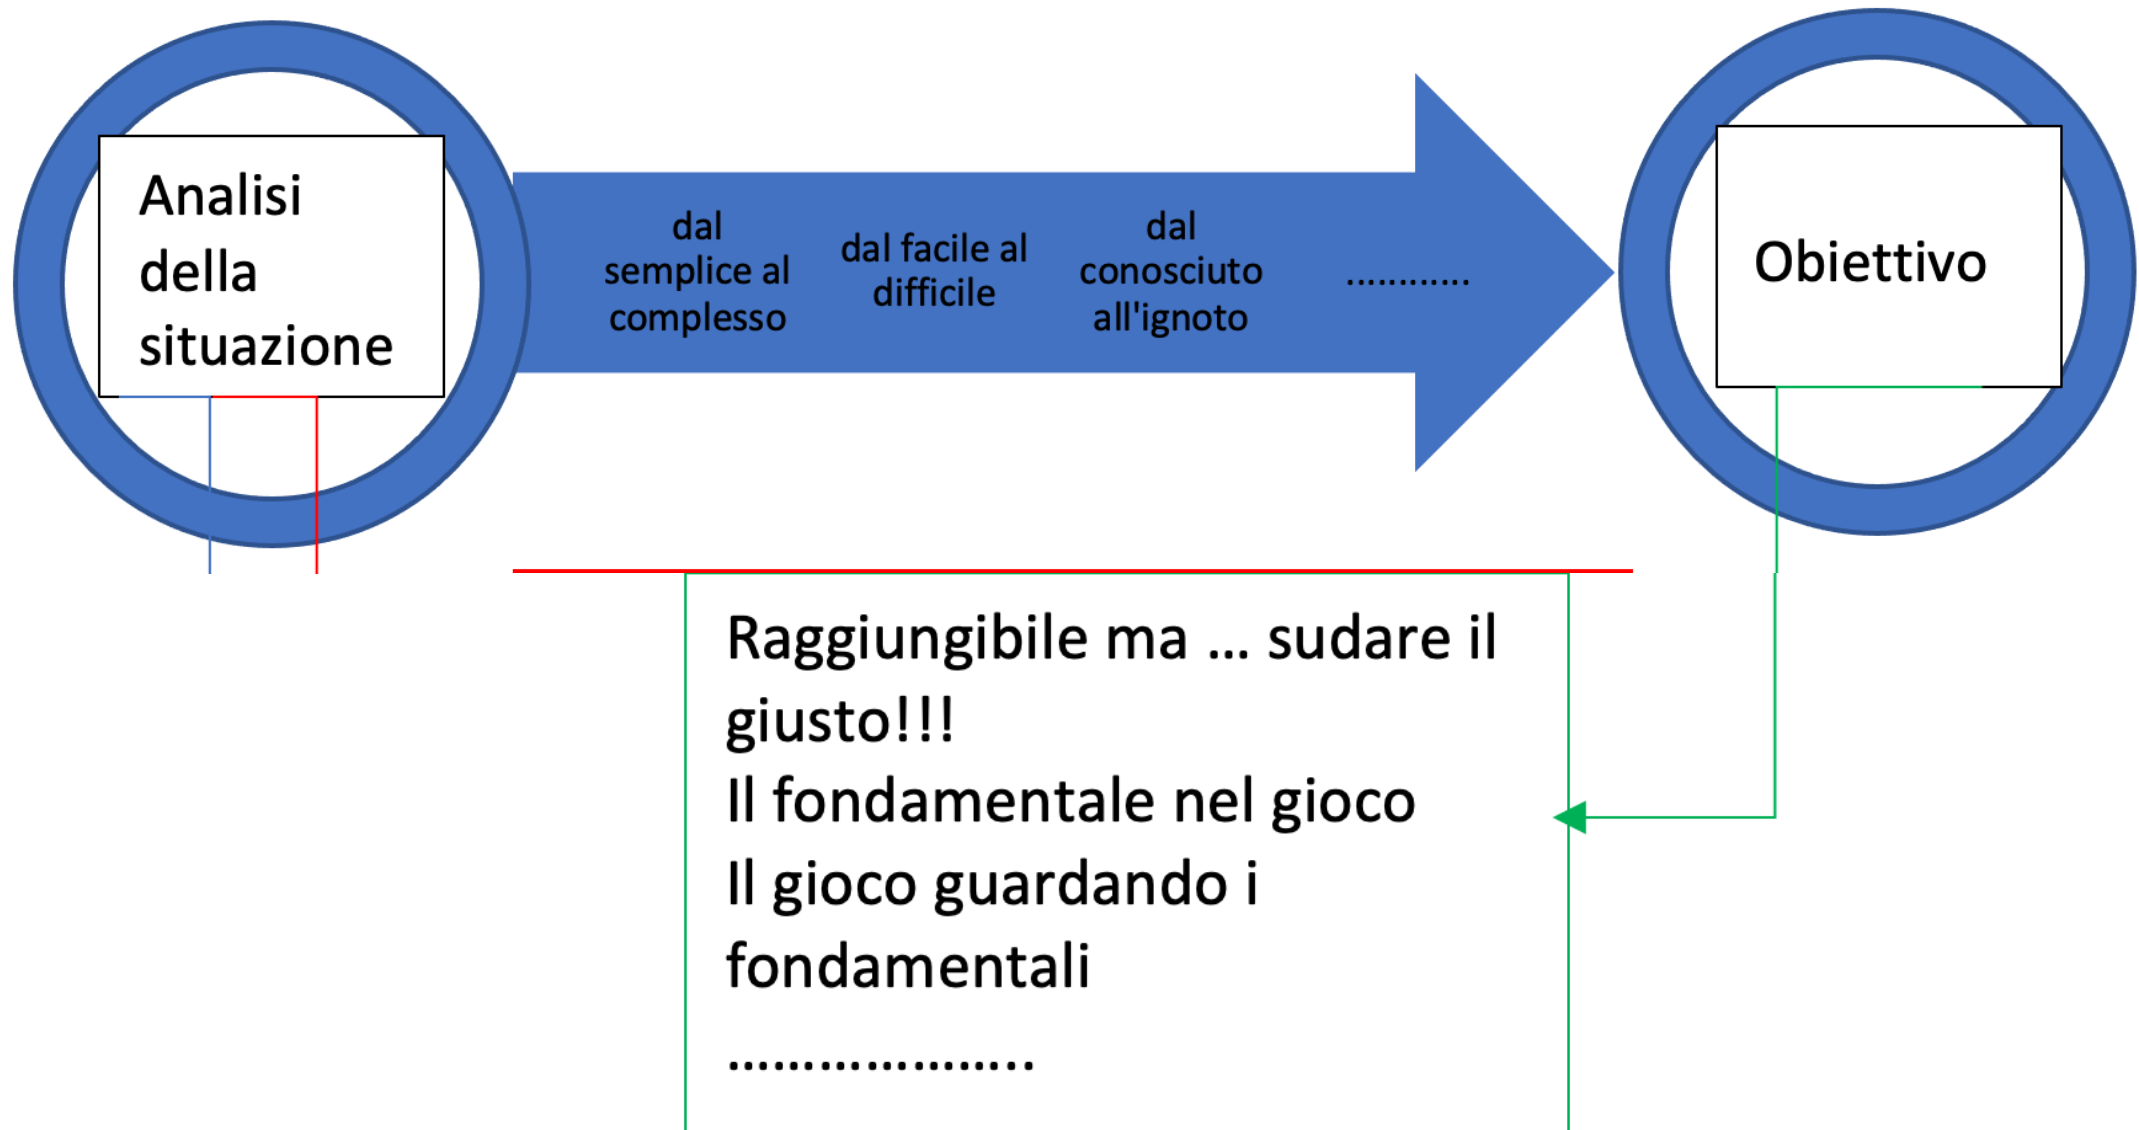 Analisi
della
situazione
dal
semplice al
complesso
dal facile al
difficile
dal
conosciuto
all'ignoto
............
Obiettivo
Raggiungibile ma … sudare il
giusto!!!
Il fondamentale nel gioco
Il gioco guardando i
fondamentali
………………..